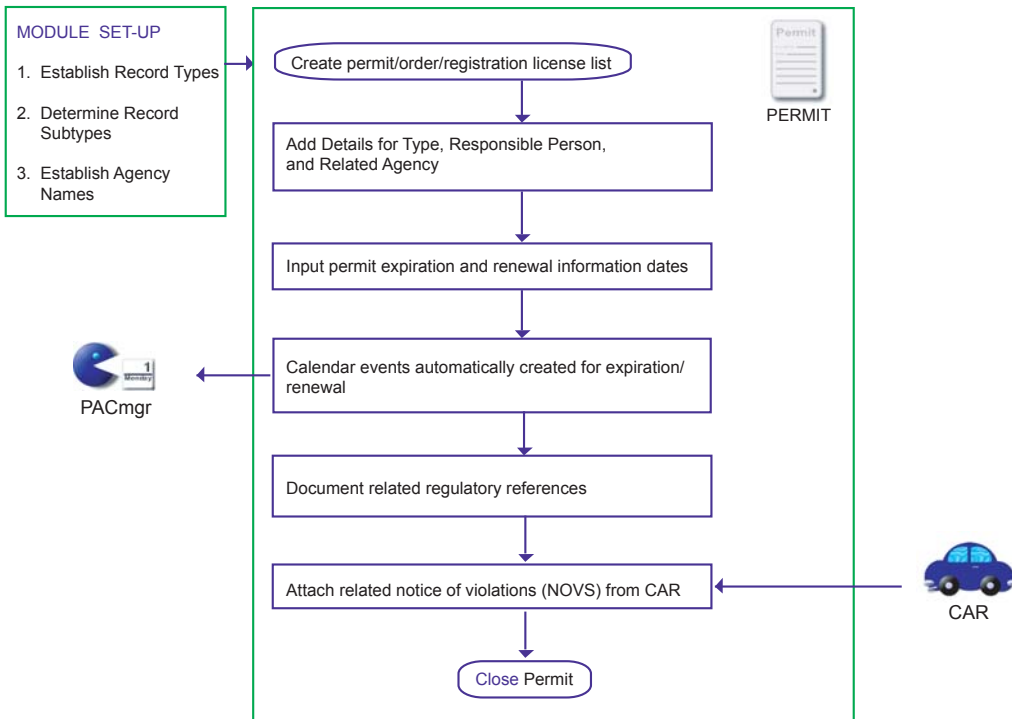 MODULE SET-UP
1. Establish Record Types
2. Determine Record
Subtypes
3. Establish Agency
Names
Create permit/order/registration license list
Permit
PERMIT
Add Details for Type, Responsible Person,
and Related Agency
Input permit expiration and renewal information dates
Calendar events automatically created for expiration/
renewal
1
Monday
PACmgr
Document related regulatory references
Attach related notice of violations (NOVS) from CAR
CAR
Close Permit